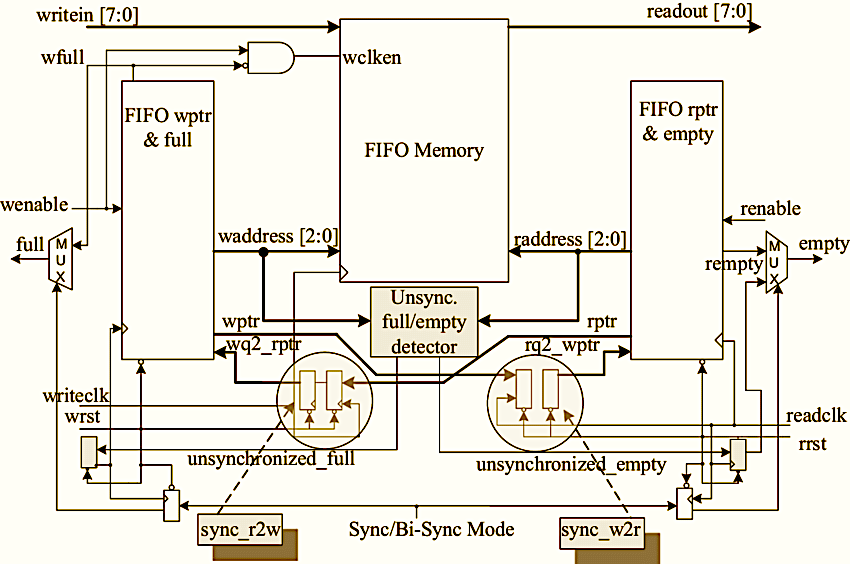 writein [7:0]
readout [7:0]
wfull
wclken
FIFO wptr
& full
FIFO Memory
FIFO rptr
& empty
wenable
renable
full
MUX
waddress [2:0]
raddress [2:0]
rempty
MUX
empty
Unsync.
full/empty
detector
wptr
rptr
wq2_rptr
rq2_wptr
writeclk
wrst
readclk
rrst
unsynchronized_full
unsynchronized_empty
sync_r2w
Sync/Bi-Sync Mode
sync_w2r